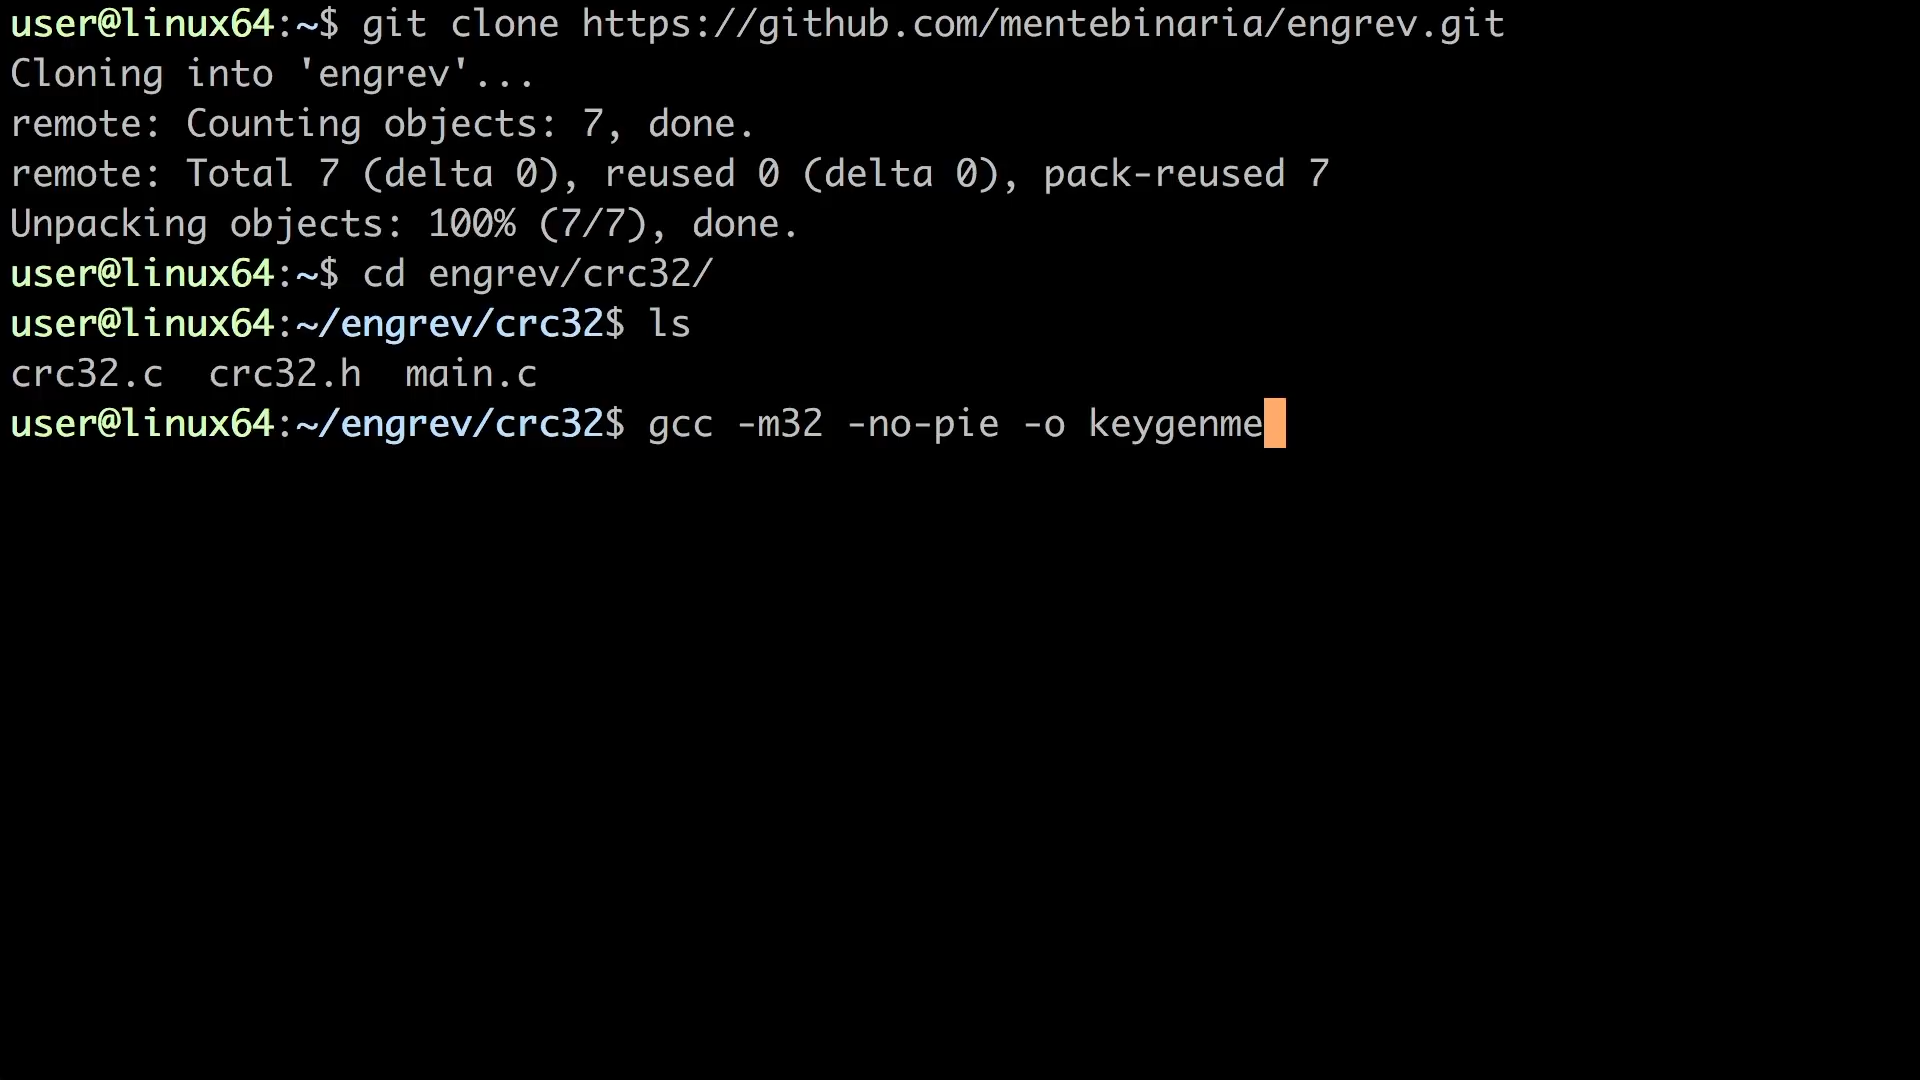 user@linux64:~$ git clone https://github.com/mentebinaria/engrev.git
Cloning into 'engrev'...
remote: Counting objects: 7, done.
remote: Total 7 (delta 0), reused 0 (delta 0), pack-reused 7
Unpacking objects: 100% (7/7), done.
user@linux64:~$ cd engrev/crc32/
user@linux64:~/engrev/crc32$ ls
crc32.c  crc32.h  main.c
user@linux64:~/engrev/crc32$ gcc -m32 -no-pie -o keygenme